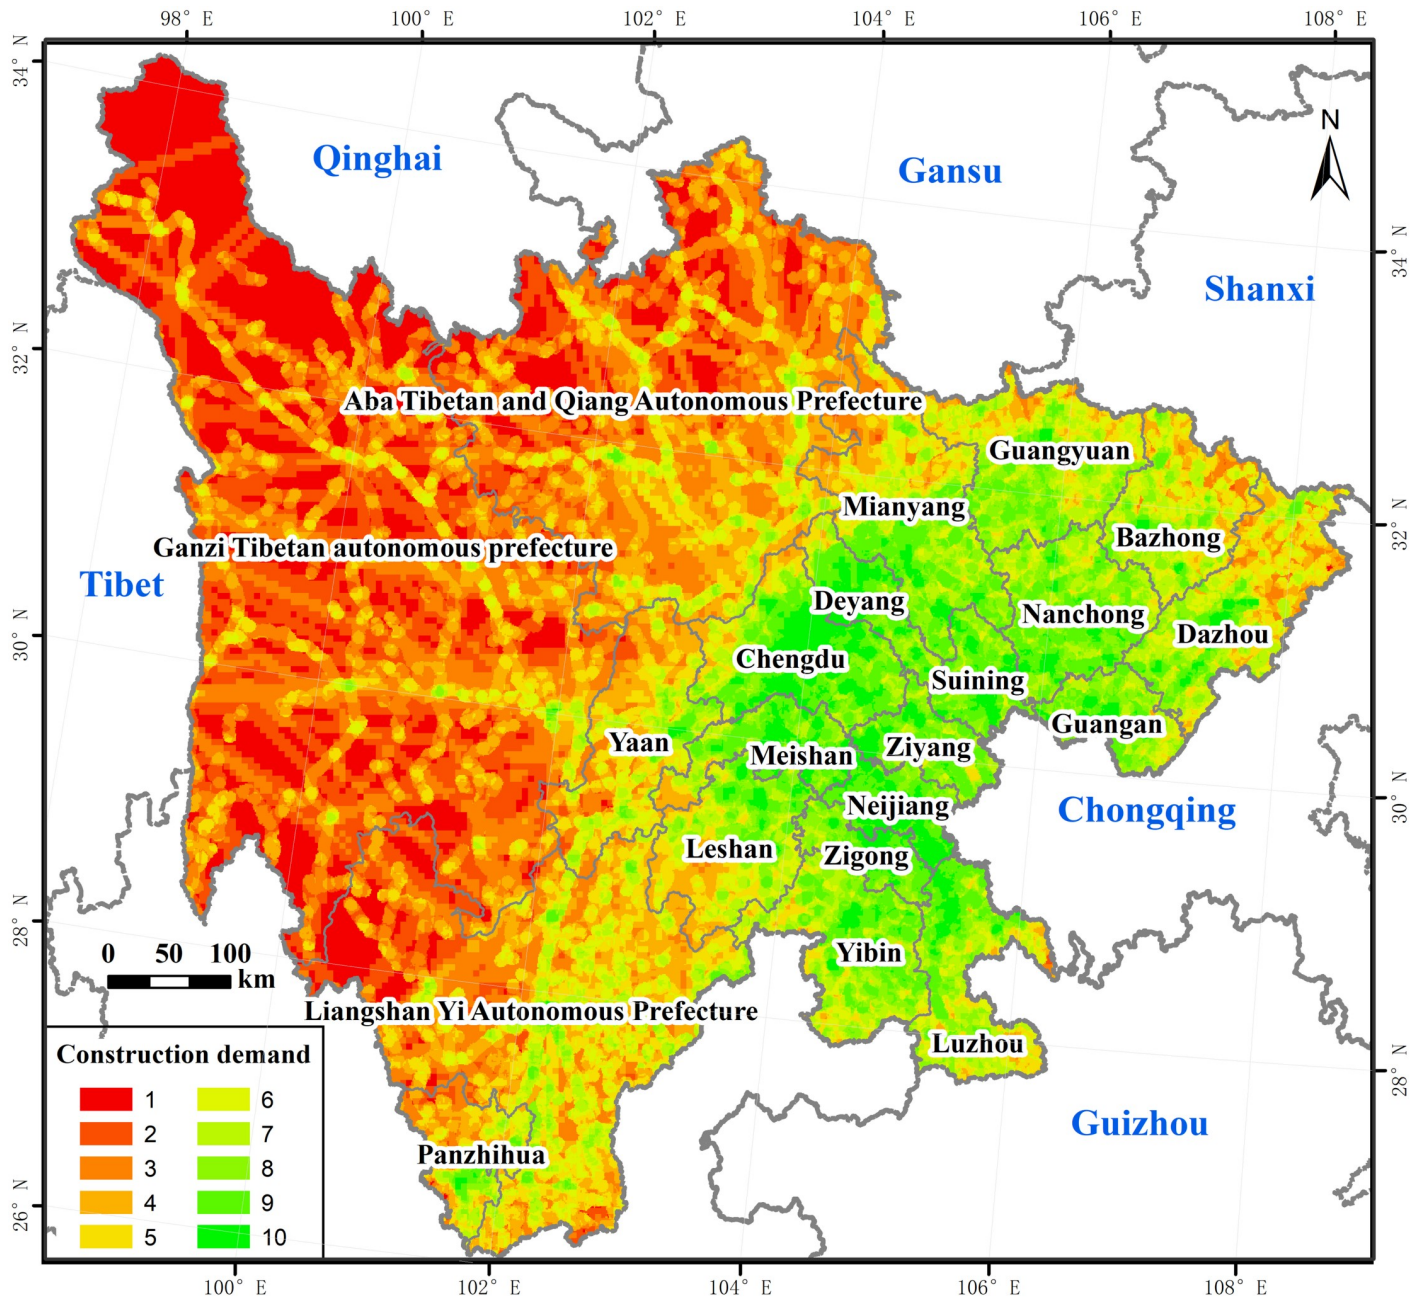 98° E 100° E 102° E 104° E 106° E 108° E
34° N
32° N
30° N
28° N
26° N
34° N
32° N
30° N
28° N
N
Qinghai
Gansu
Shanxi
Tibet
Chongqing
Guizhou
Aba Tibetan and Qiang Autonomous Prefecture
Guangyuan
Mianyang
Bazhong
Ganzi Tibetan autonomous prefecture
Deyang
Nanchong
Dazhou
Chengdu
Suining
Guangan
Yaan
Meishan
Ziyang
Neijiang
Leshan
Zigong
Yibin
Liangshan Yi Autonomous Prefecture
Luzhou
Panzhihua
0 50 100
km
Construction demand
1 6
2 7
3 8
4 9
5 10
100° E 102° E 104° E 106° E 108° E